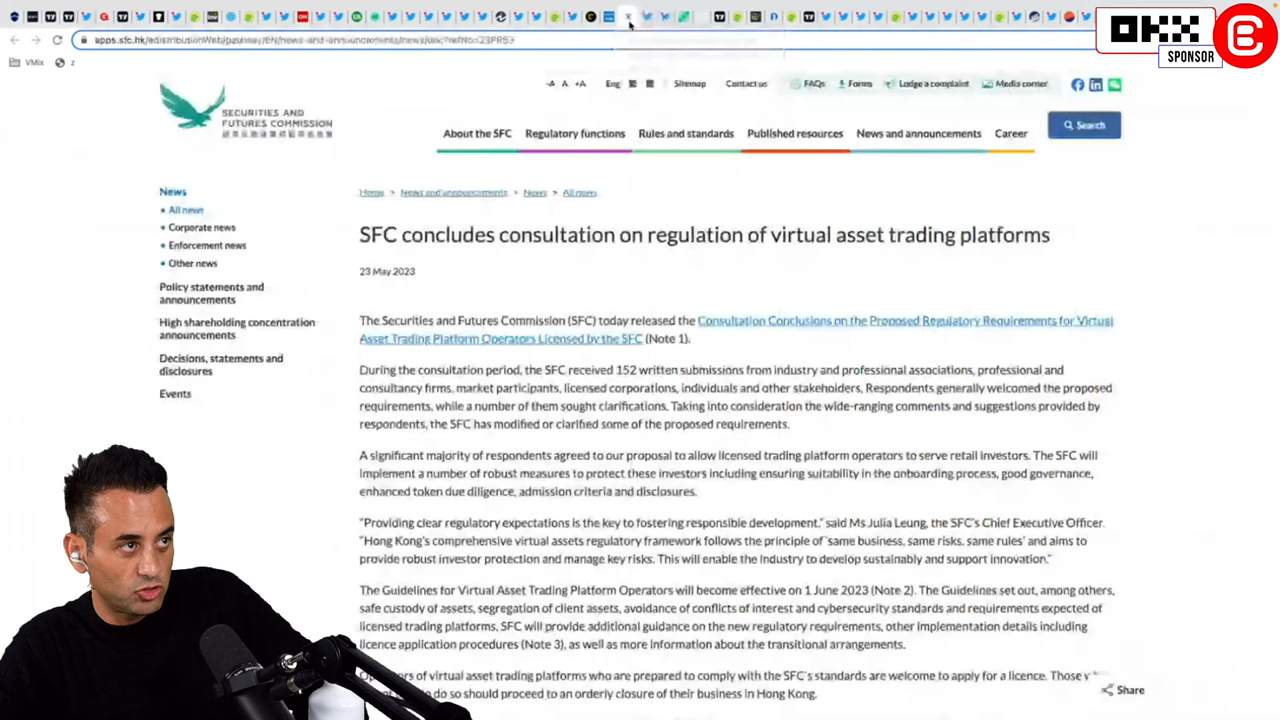 OKX
SPONSOR
VMix
z
-A A +A Eng 繁 簡 Sitemap Contact us FAQs Forms Lodge a complaint Media corner
SECURITIES AND
FUTURES COMMISSION
About the SFC Regulatory functions Rules and standards Published resources News and announcements Career Search
Home > News and announcements > News > All news
News
All news
Corporate news
Enforcement news
Other news
Policy statements and
announcements
High shareholding concentration
announcements
Decisions, statements and
disclosures
Events
SFC concludes consultation on regulation of virtual asset trading platforms
23 May 2023
The Securities and Futures Commission (SFC) today released the Consultation Conclusions on the Proposed Regulatory Requirements for Virtual
Asset Trading Platform Operators Licensed by the SFC (Note 1).
During the consultation period, the SFC received 152 written submissions from industry and professional associations, professional and
consultancy firms, market participants, licensed corporations, individuals and other stakeholders. Respondents generally welcomed the proposed
requirements, while a number of them sought clarifications. Taking into consideration the wide-ranging comments and suggestions provided by
respondents, the SFC has modified or clarified some of the proposed requirements.
A significant majority of respondents agreed to our proposal to allow licensed trading platform operators to serve retail investors. The SFC will
implement a number of robust measures to protect these investors including ensuring suitability in the onboarding process, good governance,
enhanced token due diligence, admission criteria and disclosures.
"Providing clear regulatory expectations is the key to fostering responsible development," said Ms Julia Leung, the SFC's Chief Executive Officer.
"Hong Kong's comprehensive virtual assets regulatory framework follows the principle of 'same business, same risks, same rules' and aims to
provide robust investor protection and manage key risks. This will enable the industry to develop sustainably and support innovation."
The Guidelines for Virtual Asset Trading Platform Operators will become effective on 1 June 2023 (Note 2). The Guidelines set out, among others,
safe custody of assets, segregation of client assets, avoidance of conflicts of interest and cybersecurity standards and requirements expected of
licensed trading platforms. SFC will provide additional guidance on the new regulatory requirements, other implementation details including
licence application procedures (Note 3), as well as more information about the transitional arrangements.
of virtual asset trading platforms who are prepared to comply with the SFC's standards are welcome to apply for a licence. Those
do so should proceed to an orderly closure of their business in Hong Kong.
Share